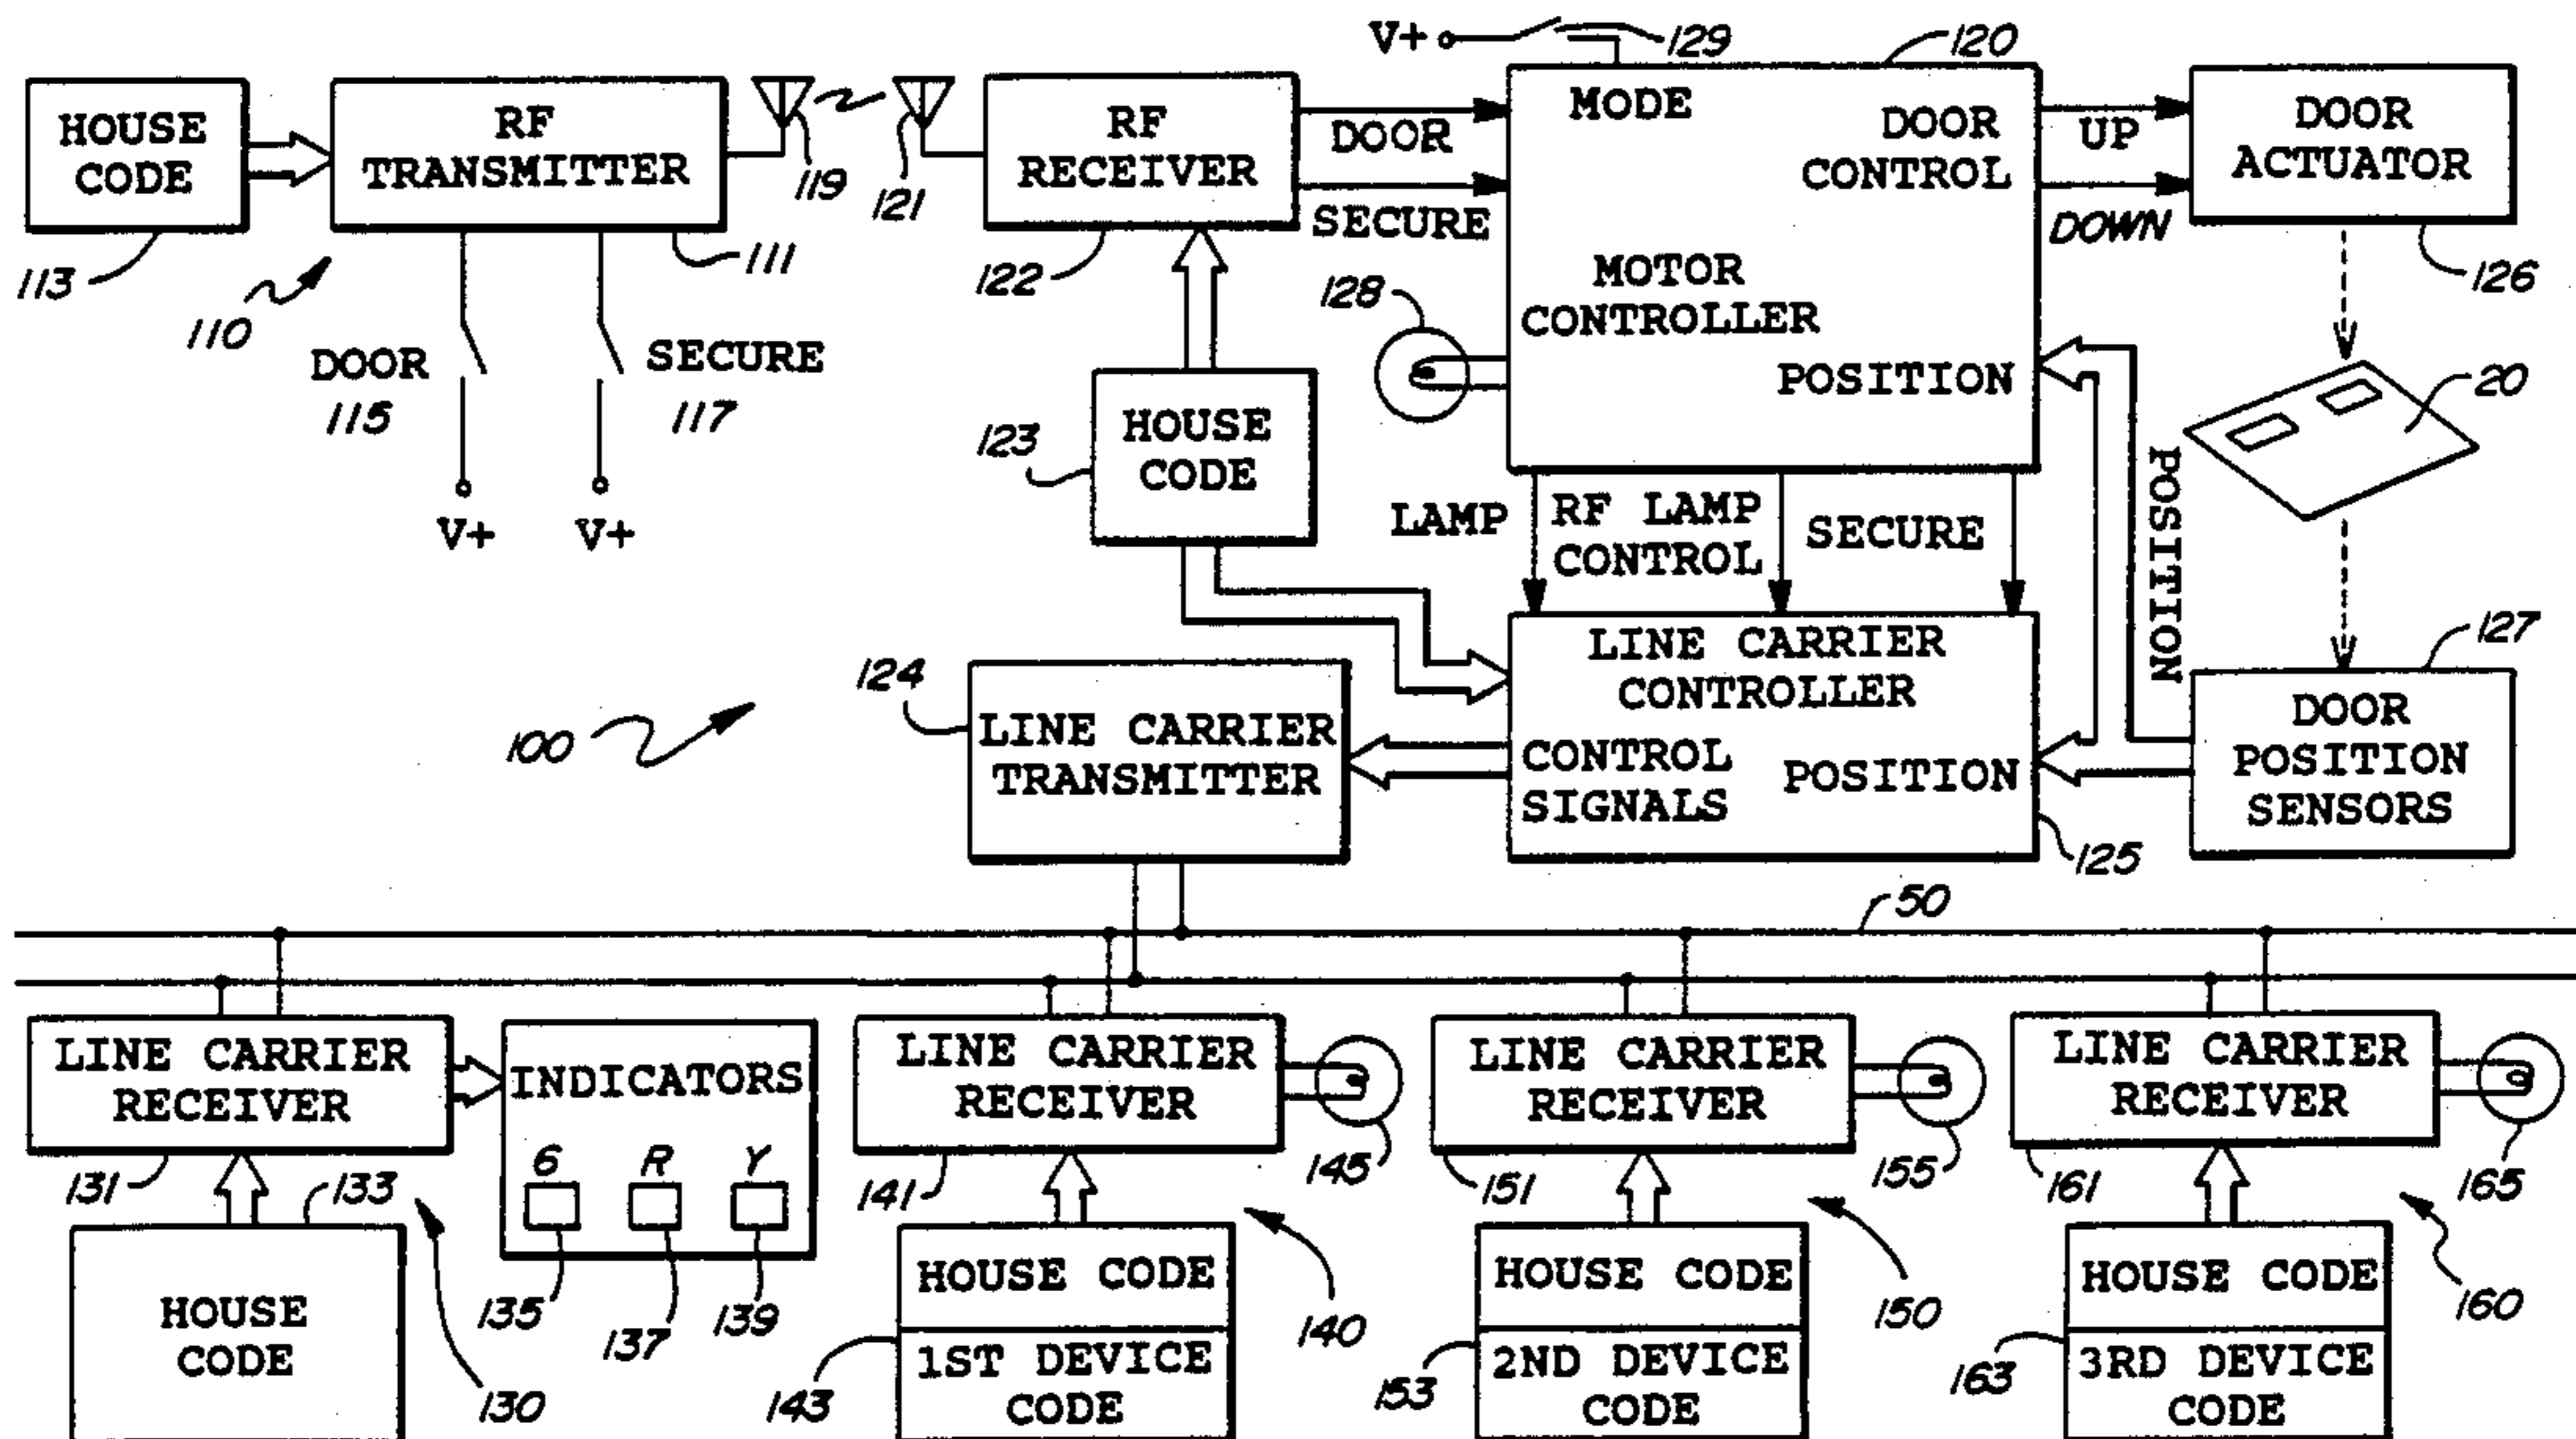 V+
129
120
HOUSE
CODE
RF
TRANSMITTER
119
121
RF
RECEIVER
DOOR
SECURE
MODE
DOOR
CONTROL
UP
DOWN
DOOR
ACTUATOR
113
110
111
122
128
MOTOR
CONTROLLER
126
DOOR
115
SECURE
117
V+
V+
123
HOUSE
CODE
POSITION
POSITION
20
LAMP
RF LAMP
CONTROL
SECURE
127
124
LINE CARRIER
TRANSMITTER
LINE CARRIER
CONTROLLER
CONTROL
SIGNALS
POSITION
DOOR
POSITION
SENSORS
100
125
50
LINE CARRIER
RECEIVER
INDICATORS
G
R
Y
LINE CARRIER
RECEIVER
LINE CARRIER
RECEIVER
LINE CARRIER
RECEIVER
131
133
141
145
151
155
161
165
HOUSE
CODE
135
137
139
130
HOUSE CODE
1ST DEVICE
CODE
143
140
HOUSE CODE
2ND DEVICE
CODE
153
150
HOUSE CODE
3RD DEVICE
CODE
163
160